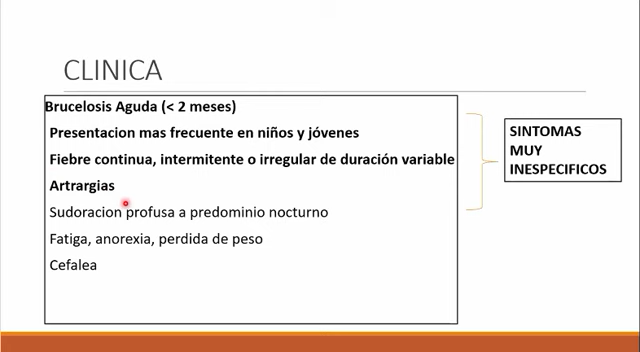 CLINICA
Brucelosis Aguda (< 2 meses)
Presentacion mas frecuente en niños y jóvenes
Fiebre continua, intermitente o irregular de duración variable
Artrargias
Sudoracion profusa a predominio nocturno
Fatiga, anorexia, perdida de peso
Cefalea
SINTOMAS
MUY
INESPECIFICOS